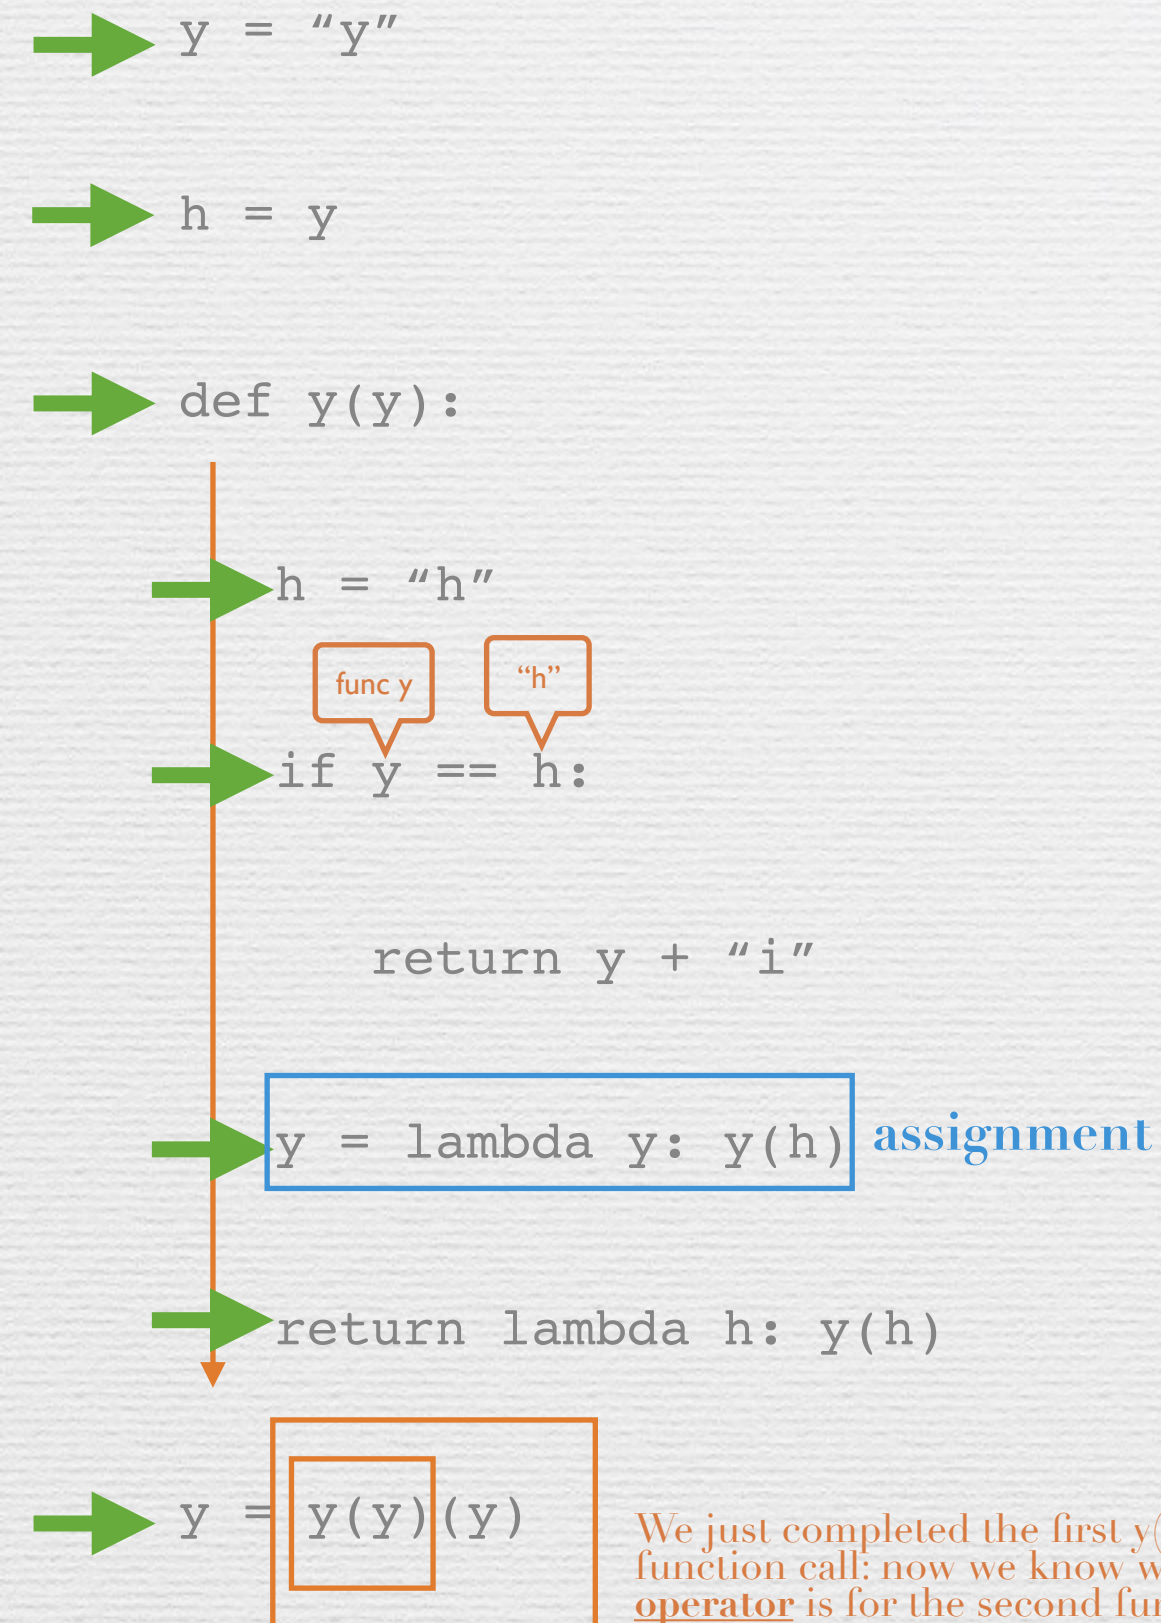 y = “y”
h = y
def y(y):
h = “h”
func y
“h”
if y == h:
return y + “i”
y = lambda y: y(h)
assignment
return lambda h: y(h)
y = y(y)(y)
We just completed the first y(
function call: now we know w
operator is for the second fun